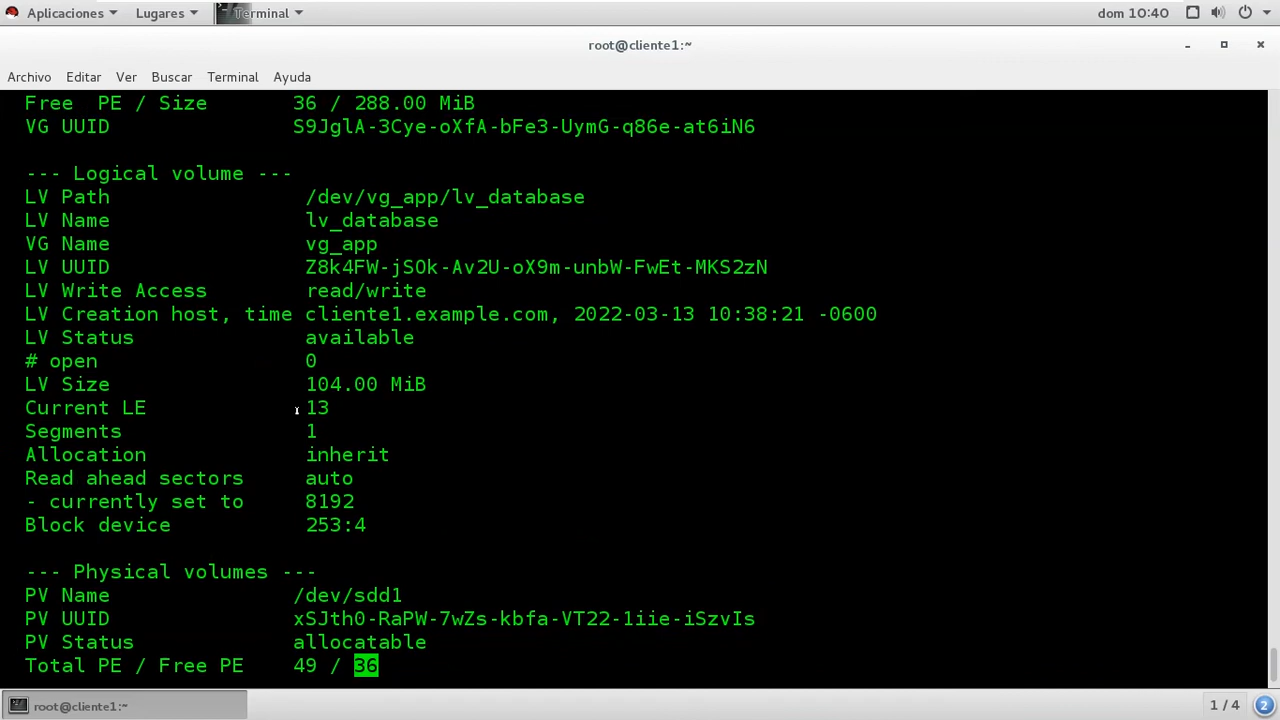 Aplicaciones Lugares Terminal dom 10:40
root@cliente1:~
Archivo Editar Ver Buscar Terminal Ayuda
Free  PE / Size       36 / 288.00 MiB
VG UUID               S9JglA-3Cye-oXfA-bFe3-UymG-q86e-at6iN6
--- Logical volume ---
LV Path                /dev/vg_app/lv_database
LV Name                lv_database
VG Name                vg_app
LV UUID                Z8k4FW-jSOk-Av2U-oX9m-unbW-FwEt-MKS2zN
LV Write Access        read/write
LV Creation host, time cliente1.example.com, 2022-03-13 10:38:21 -0600
LV Status              available
# open                 0
LV Size                104.00 MiB
Current LE             13
Segments               1
Allocation             inherit
Read ahead sectors     auto
- currently set to     8192
Block device           253:4
--- Physical volumes ---
PV Name               /dev/sdd1
PV UUID               xSJth0-RaPW-7wZs-kbfa-VT22-1iie-iSzvIs
PV Status             allocatable
Total PE / Free PE    49 / 36
root@cliente1:~ 1 / 4 2